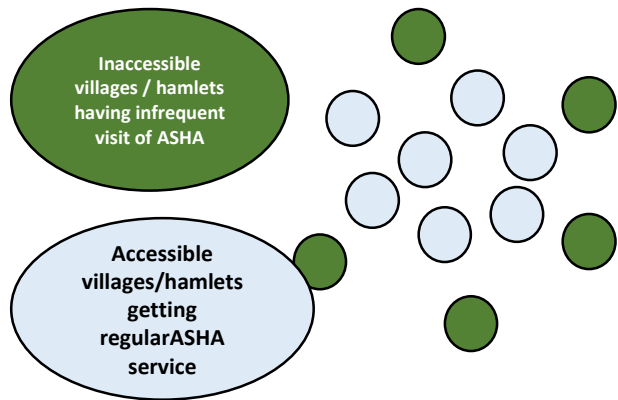 Inaccessible
villages / hamlets
having infrequent
visit of ASHA
Accessible
villages/hamlets
getting
regularASHA
service